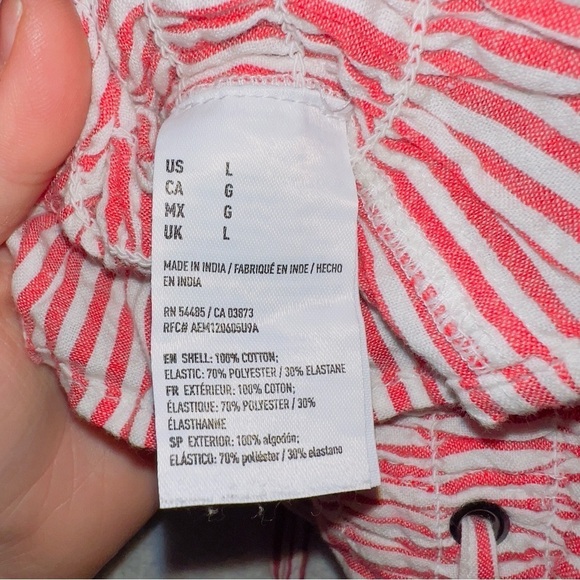 US L
CA G
MX G
UK L
MADE IN INDIA / FABRIQUÉ EN INDE / HECHO
EN INDIA
RN 54485 / CA 03873
RFC# AEM120605U9A
EN SHELL: 100% COTTON;
ELASTIC: 70% POLYESTER / 30% ELASTANE
FR EXTÉRIEUR: 100% COTON;
ÉLASTIQUE: 70% POLYESTER / 30%
ÉLASTHANNE
SP EXTERIOR: 100% algodón;
ELÁSTICO: 70% poliéster / 30% elastano